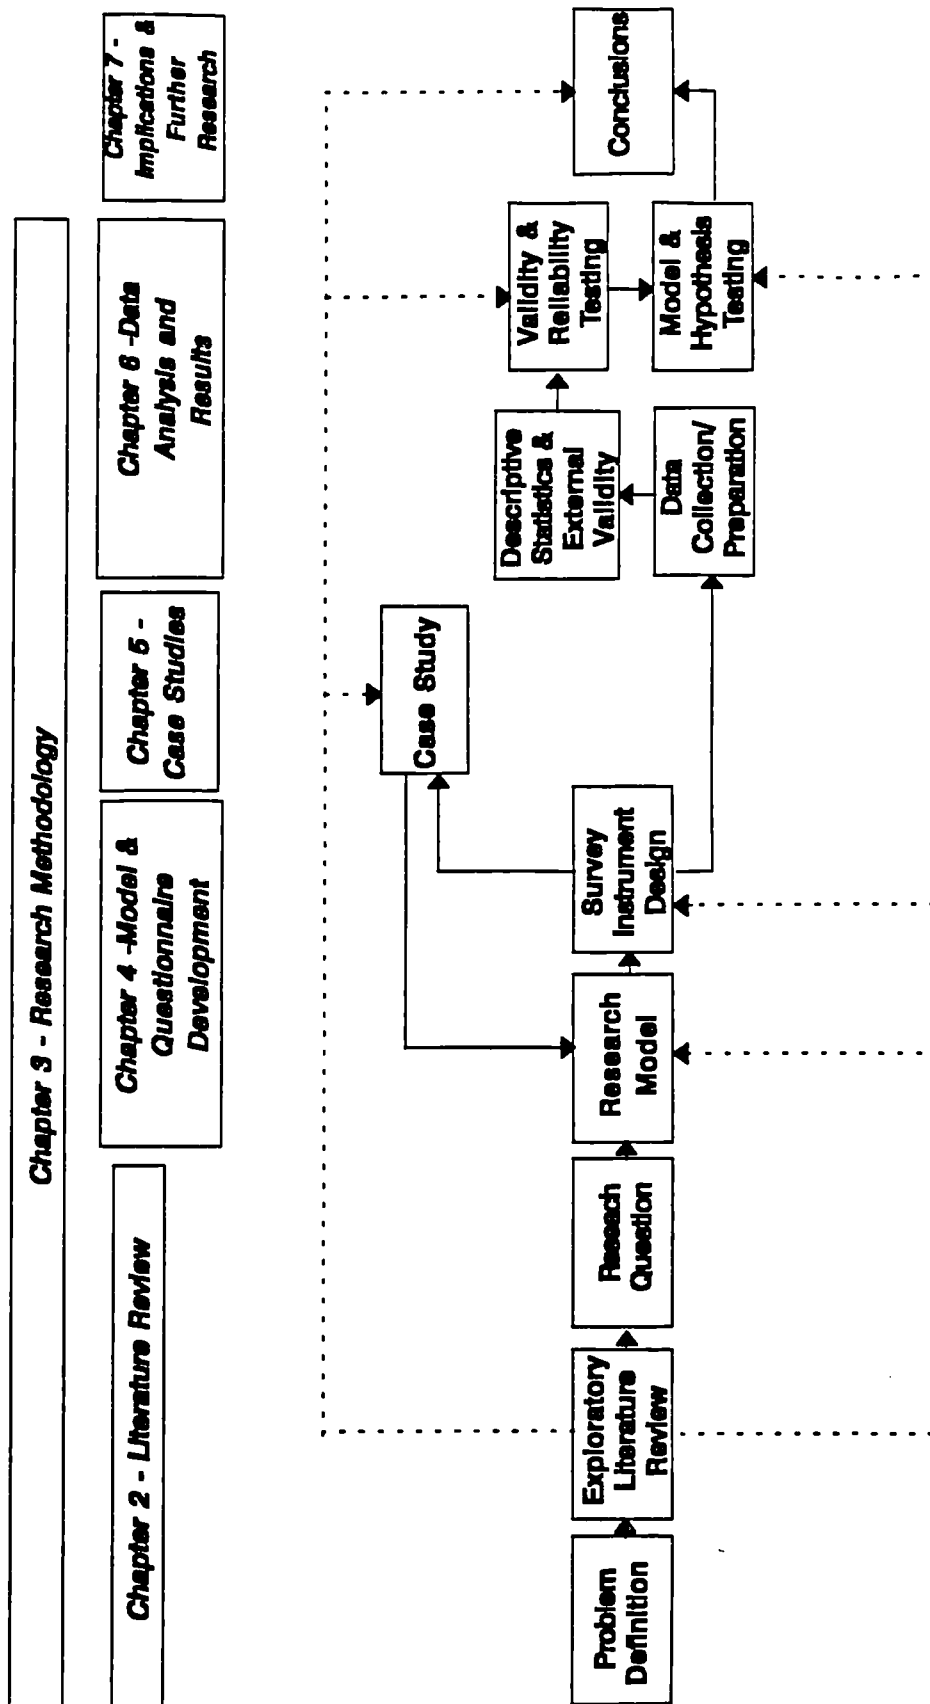 Chapter 3 - Research Methodology
Chapter 2 - Literature Review
Chapter 4 -Model &
Questionnaire
Development
Chapter 5 -
Case Studies
Chapter 6 -Data
Analysis and
Results
Chapter 7 -
Implications &
Further
Research
Problem
Definition
Exploratory
Literature
Review
Reseach
Question
Research
Model
Survey
Instrument
Design
Case Study
Data
Collection/
Preparation
Descriptive
Statistics &
External
Validity
Validity &
Reliability
Testing
Model &
Hypothesis
Testing
Conclusions